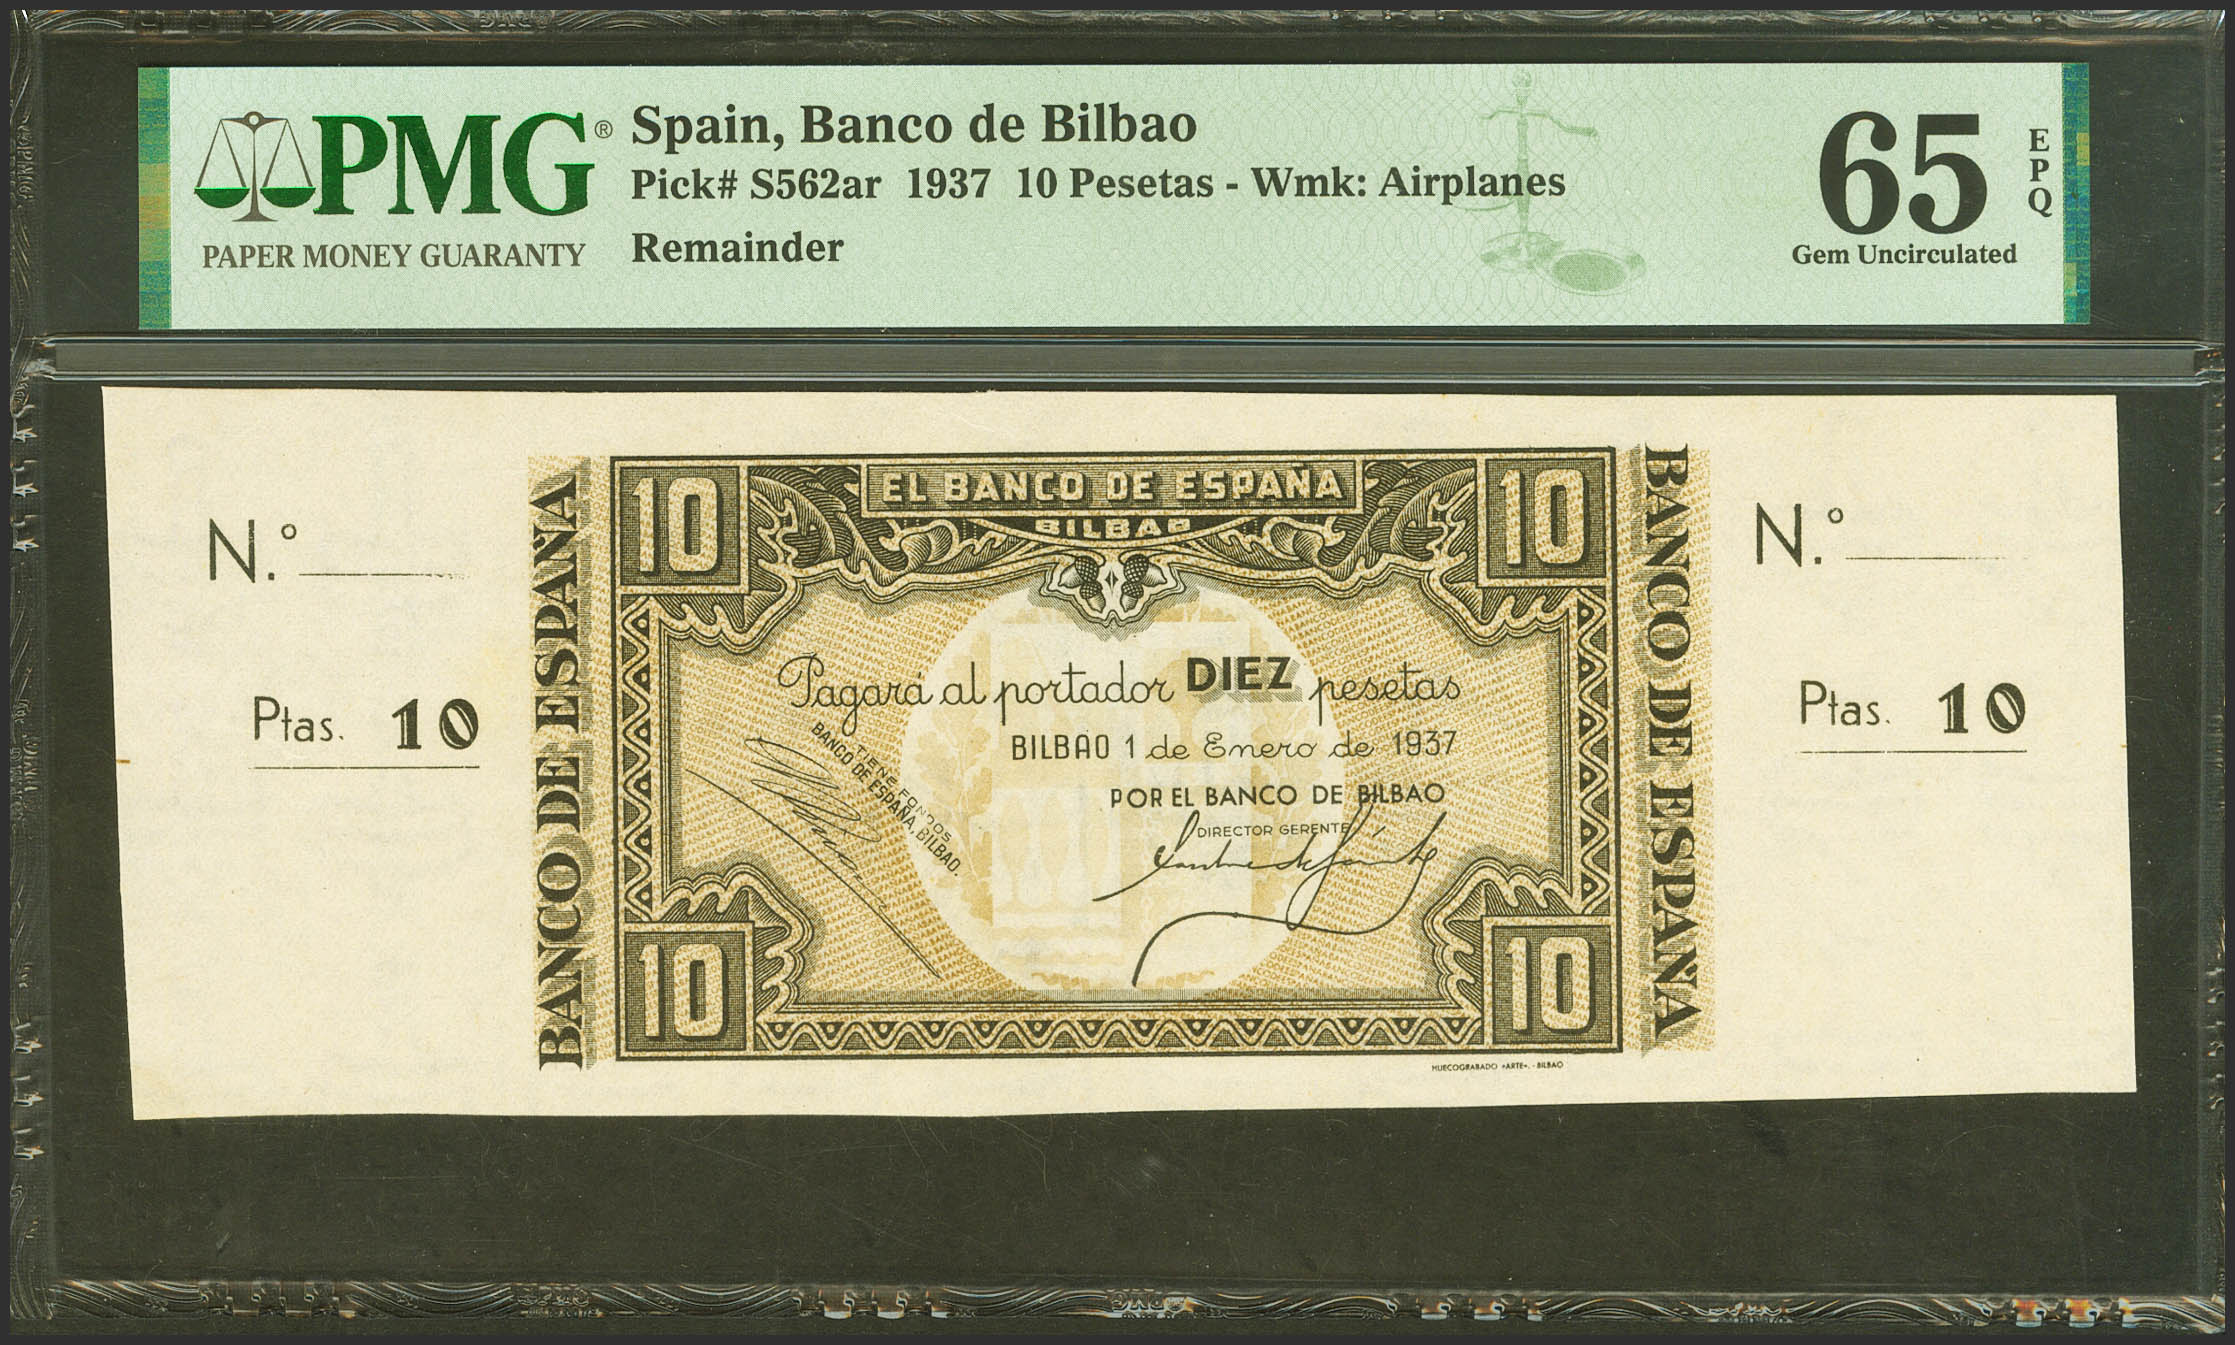 PMG®
PAPER MONEY GUARANTY
Spain, Banco de Bilbao
Pick# S562ar 1937 10 Pesetas - Wmk: Airplanes
Remainder
65
EPQ
Gem Uncirculated
N.º
Ptas. 10
BANCO DE ESPAÑA
10
EL BANCO DE ESPAÑA
BILBAO
10
Pagará al portador DIEZ pesetas
BILBAO 1 de Enero de 1937
POR EL BANCO DE BILBAO
DIRECTOR GERENTE
TIENE FONDOS
BANCO DE ESPAÑA, BILBAO.
10
10
HUECOGRABADO «ARTE». - BILBAO
BANCO DE ESPAÑA
N.º
Ptas. 10